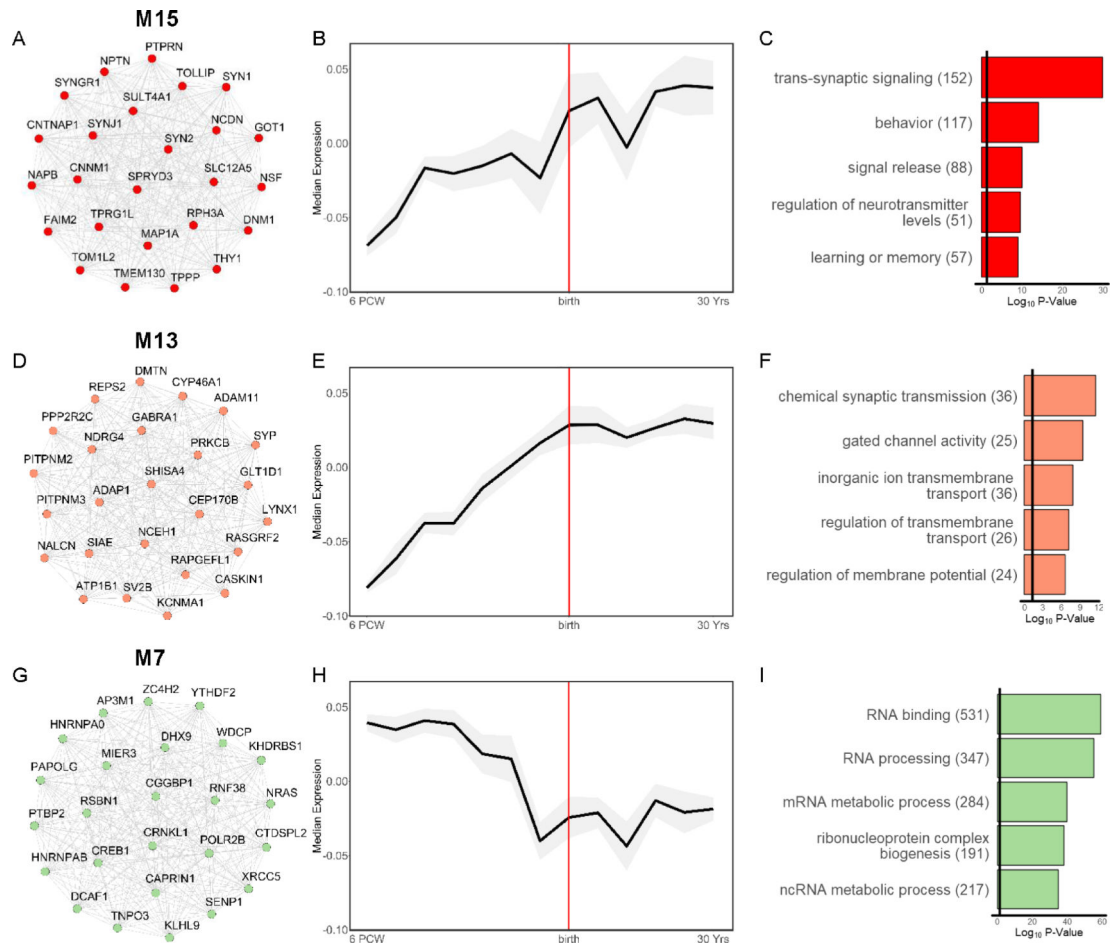 M15
A
PTPRN
NPTN
TOLLIP
SYN1
SYNGR1
SULT4A1
CNTNAP1
SYNJ1
NCDN
GOT1
SYN2
NAPB
CNNM1
SPRYD3
SLC12A5
NSF
FAIM2
TPRG1L
RPH3A
DNM1
MAP1A
TOM1L2
TMEM130
TPPP
THY1
B
Median Expression
0.05
0.00
-0.05
-0.10
6 PCW
birth
30 Yrs
C
trans-synaptic signaling (152)
behavior (117)
signal release (88)
regulation of neurotransmitter
levels (51)
learning or memory (57)
0 10 20 30
Log10 P-Value
M13
D
DMTN
REPS2
CYP46A1
ADAM11
PPP2R2C
GABRA1
NDRG4
PRKCB
SYP
PITPNM2
SHISA4
GLT1D1
PITPNM3
ADAP1
CEP170B
LYNX1
NALCN
SIAE
NCEH1
RASGRF2
RAPGEFL1
ATP1B1
SV2B
CASKIN1
KCNMA1
E
Median Expression
0.05
0.00
-0.05
-0.10
6 PCW
birth
30 Yrs
F
chemical synaptic transmission (36)
gated channel activity (25)
inorganic ion transmembrane
transport (36)
regulation of transmembrane
transport (26)
regulation of membrane potential (24)
0 3 6 9 12
Log10 P-Value
M7
G
ZC4H2
AP3M1
YTHDF2
HNRNPA0
DHX9
WDCP
MIER3
KHDRBS1
PAPOLG
CGGBP1
RNF38
NRAS
PTBP2
RSBN1
CRNKL1
POLR2B
CTDSPL2
HNRNPAB
CREB1
CAPRIN1
XRCC5
DCAF1
SENP1
TNPO3
KLHL9
H
Median Expression
0.05
0.00
-0.05
-0.10
6 PCW
birth
30 Yrs
I
RNA binding (531)
RNA processing (347)
mRNA metabolic process (284)
ribonucleoprotein complex
biogenesis (191)
ncRNA metabolic process (217)
0 20 40 60
Log10 P-Value